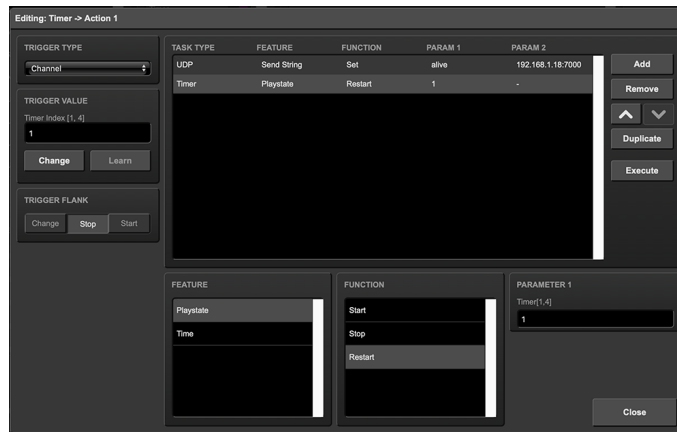 Editing: Timer -> Action 1
TRIGGER TYPE
Channel
TRIGGER VALUE
Timer Index [1, 4]
1
Change Learn
TRIGGER FLANK
Change Stop Start
TASK TYPE FEATURE FUNCTION PARAM 1 PARAM 2
UDP Send String Set alive 192.168.1.18:7000
Timer Playstate Restart 1 -
Add
Remove
Duplicate
Execute
FEATURE
Playstate
Time
FUNCTION
Start
Stop
Restart
PARAMETER 1
Timer[1,4]
1
Close